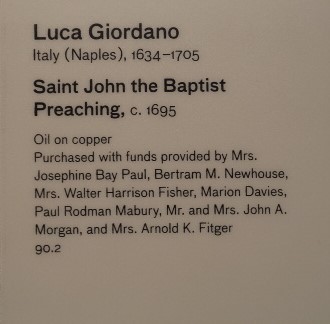 Luca Giordano
Italy (Naples), 1634–1705
Saint John the Baptist
Preaching, c. 1695
Oil on copper
Purchased with funds provided by Mrs.
Josephine Bay Paul, Bertram M. Newhouse,
Mrs. Walter Harrison Fisher, Marion Davies,
Paul Rodman Mabury, Mr. and Mrs. John A.
Morgan, and Mrs. Arnold K. Fitger
90.2